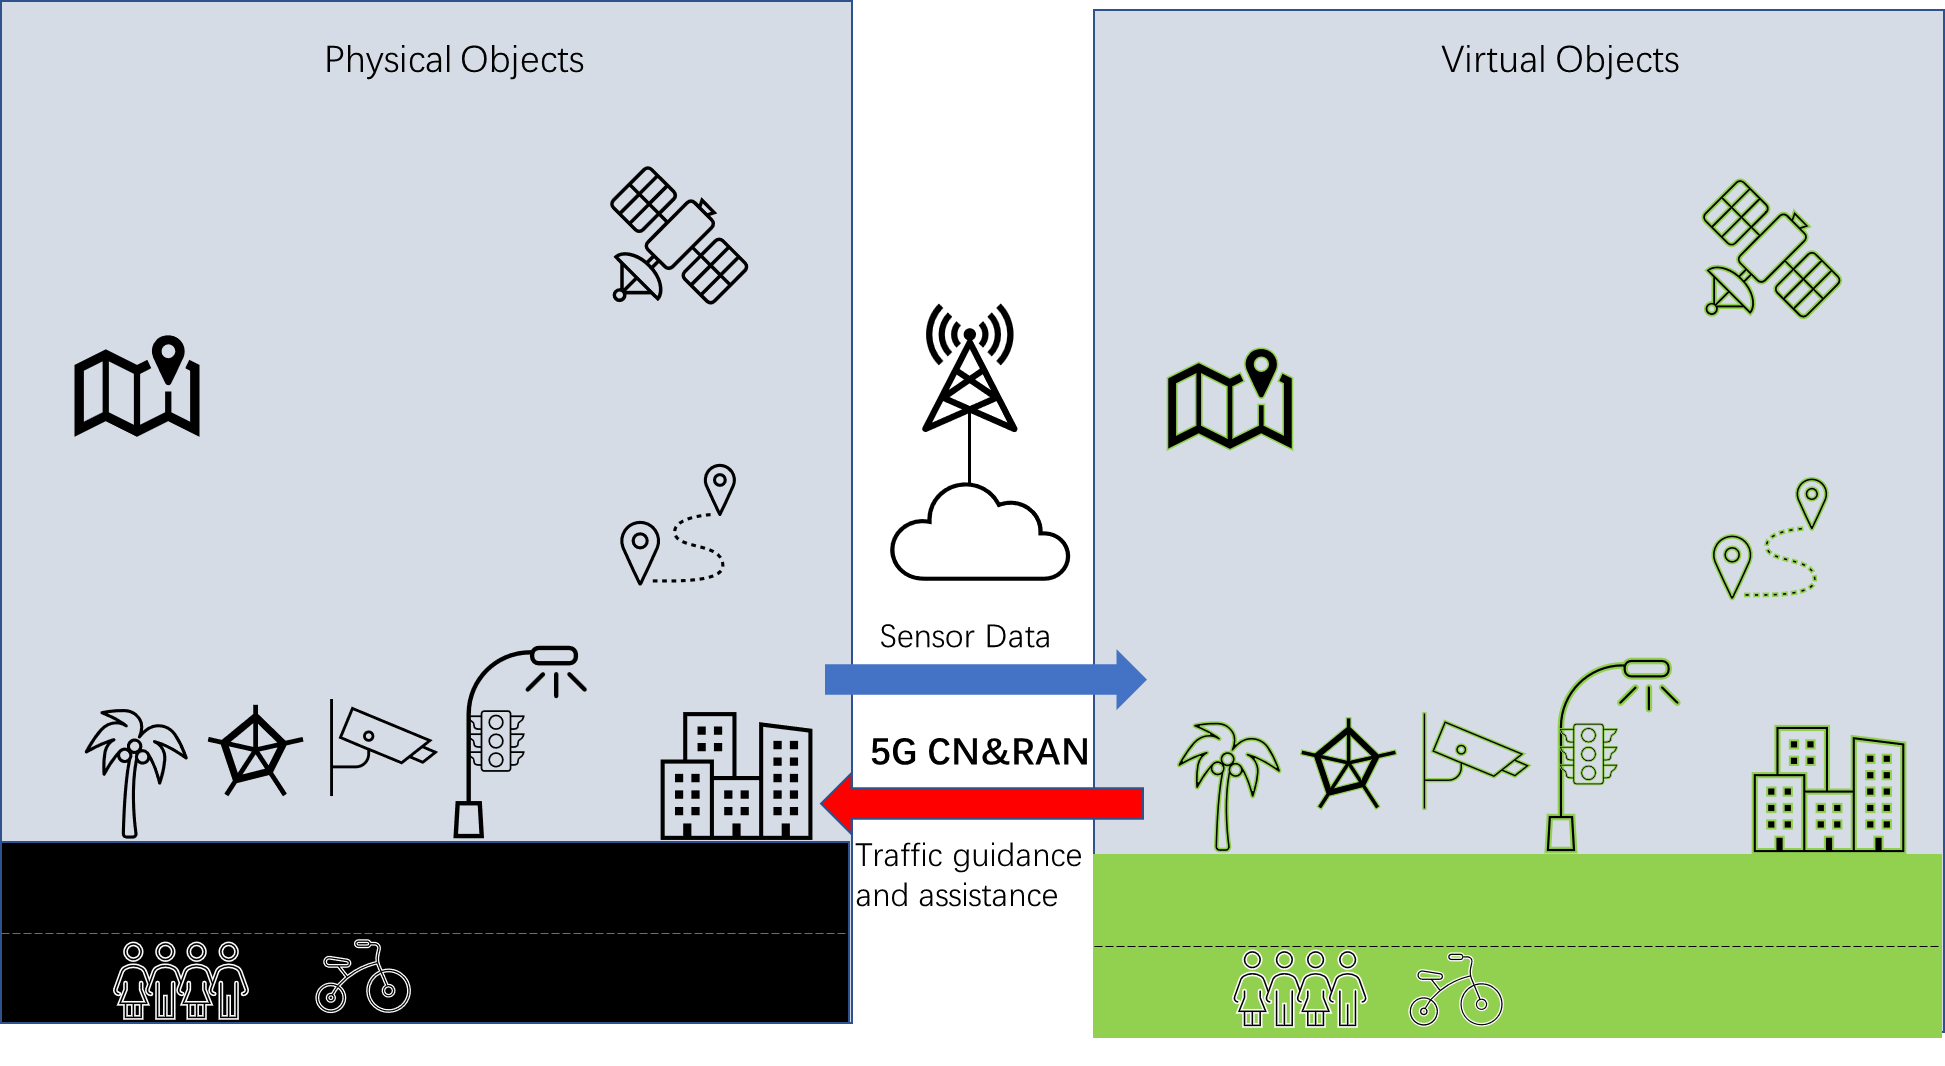 Physical Objects
Virtual Objects
Sensor Data
5G CN&RAN
Traffic guidance
and assistance